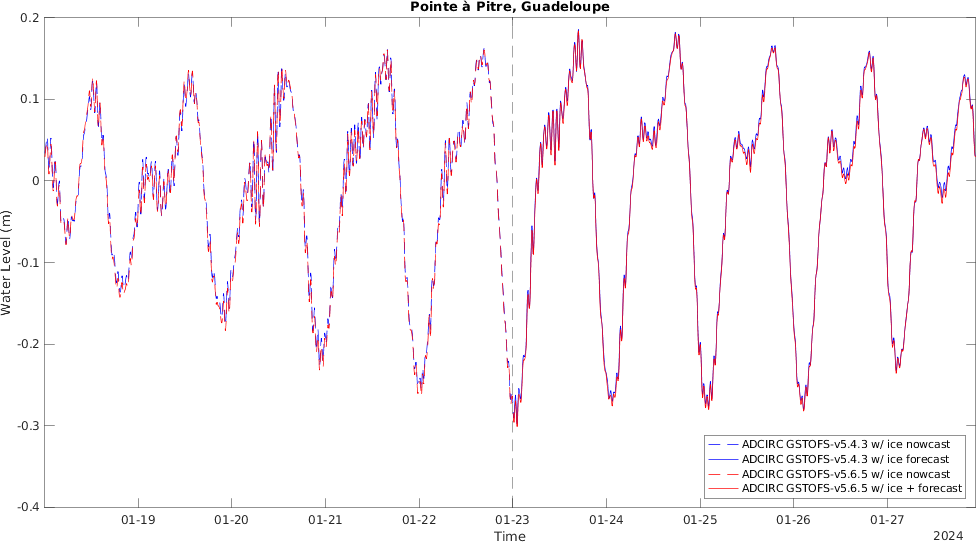 Pointe à Pitre, Guadeloupe
0.2
0.1
0
-0.1
-0.2
-0.3
-0.4
Water Level (m)
ADCIRC GSTOFS-v5.4.3 w/ ice nowcast
ADCIRC GSTOFS-v5.4.3 w/ ice forecast
ADCIRC GSTOFS-v5.6.5 w/ ice nowcast
ADCIRC GSTOFS-v5.6.5 w/ ice + forecast
01-19 01-20 01-21 01-22 01-23 01-24 01-25 01-26 01-27
Time
2024